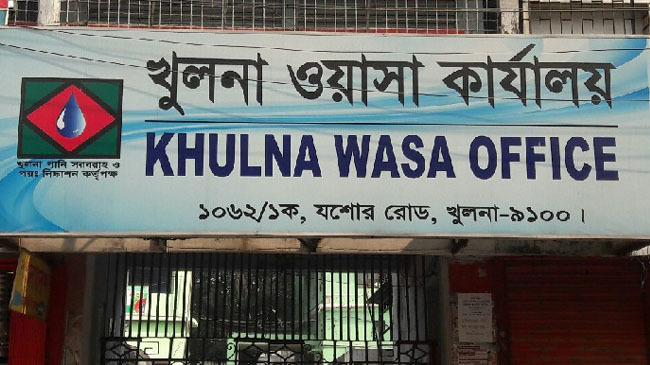 খুলনা ওয়াসা কার্যালয়
KHULNA WASA OFFICE
খুলনা পানি সরবরাহ ও
পয়ঃ নিষ্কাশন কর্তৃপক্ষ
১০৬২/১ক, যশোর রোড, খুলনা-৯১০০।